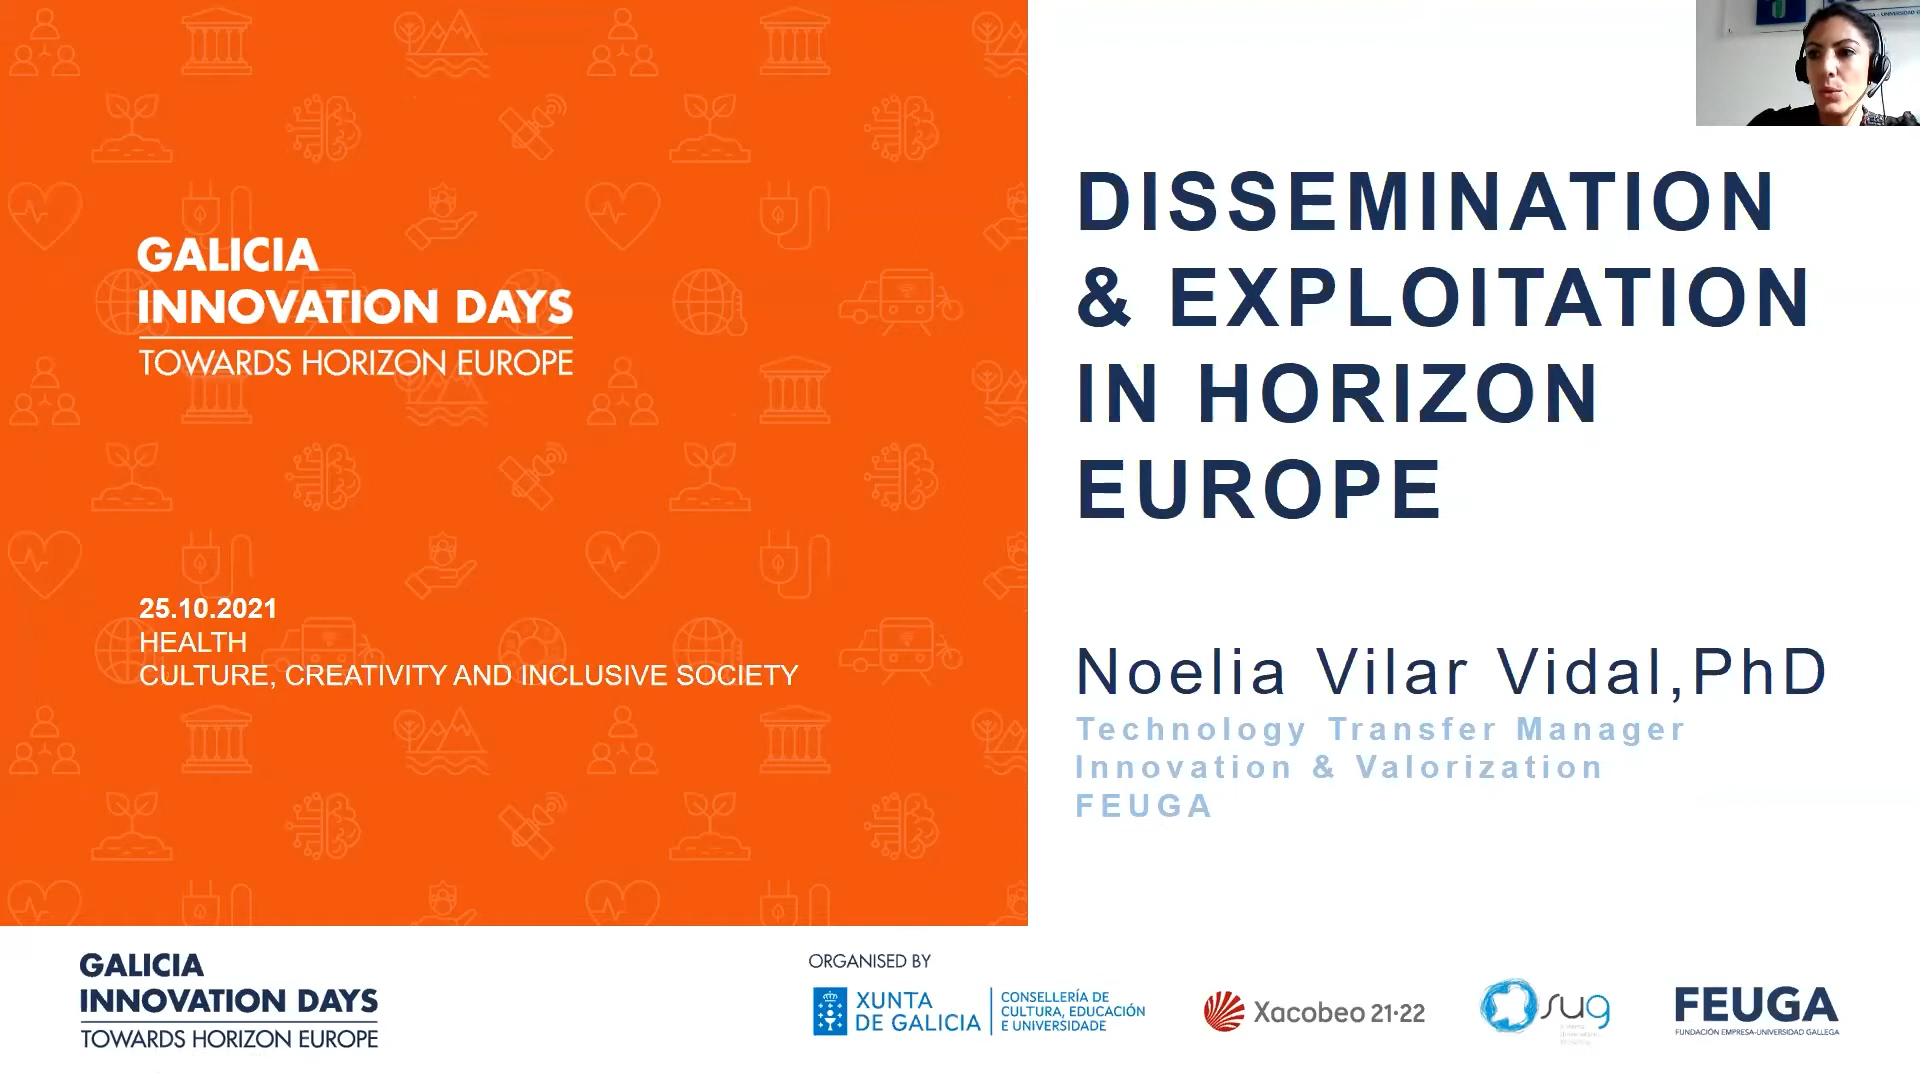 GALICIA
INNOVATION DAYS
TOWARDS HORIZON EUROPE
25.10.2021
HEALTH
CULTURE, CREATIVITY AND INCLUSIVE SOCIETY
DISSEMINATION
& EXPLOITATION
IN HORIZON
EUROPE
Noelia Vilar Vidal,PhD
Technology Transfer Manager
Innovation & Valorization
FEUGA
GALICIA
INNOVATION DAYS
TOWARDS HORIZON EUROPE
ORGANISED BY
XUNTA
DE GALICIA
CONSELLERÍA DE
CULTURA, EDUCACIÓN
E UNIVERSIDADE
Xacobeo 21·22
sug
FEUGA
FUNDACIÓN EMPRESA-UNIVERSIDAD GALLEGA